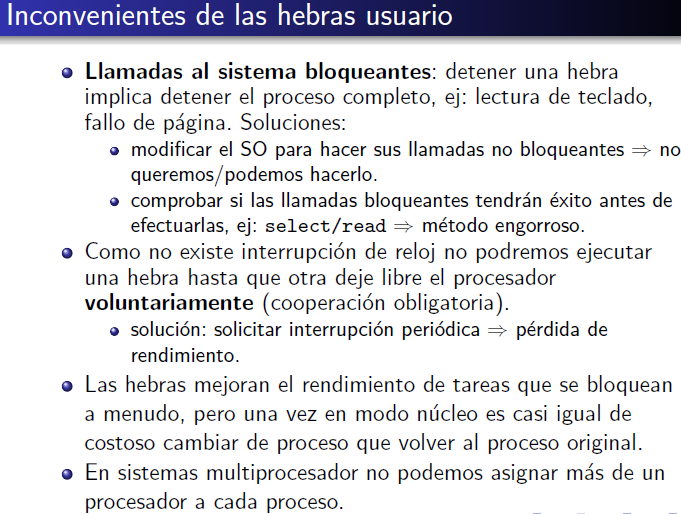 Inconvenientes de las hebras usuario
Llamadas al sistema bloqueantes: detener una hebra
implica detener el proceso completo, ej: lectura de teclado,
fallo de página. Soluciones:
modificar el SO para hacer sus llamadas no bloqueantes ⇒ no
queremos/podemos hacerlo.
comprobar si las llamadas bloqueantes tendrán éxito antes de
efectuarlas, ej: select/read ⇒ método engorroso.
Como no existe interrupción de reloj no podremos ejecutar
una hebra hasta que otra deje libre el procesador
voluntariamente (cooperación obligatoria).
solución: solicitar interrupción periódica ⇒ pérdida de
rendimiento.
Las hebras mejoran el rendimiento de tareas que se bloquean
a menudo, pero una vez en modo núcleo es casi igual de
costoso cambiar de proceso que volver al proceso original.
En sistemas multiprocesador no podemos asignar más de un
procesador a cada proceso.